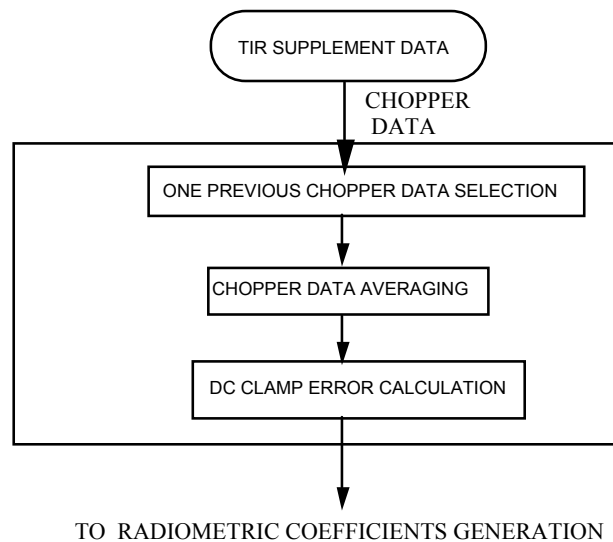 TIR SUPPLEMENT DATA
CHOPPER
DATA
ONE PREVIOUS CHOPPER DATA SELECTION
CHOPPER DATA AVERAGING
DC CLAMP ERROR CALCULATION
TO RADIOMETRIC COEFFICIENTS GENERATION